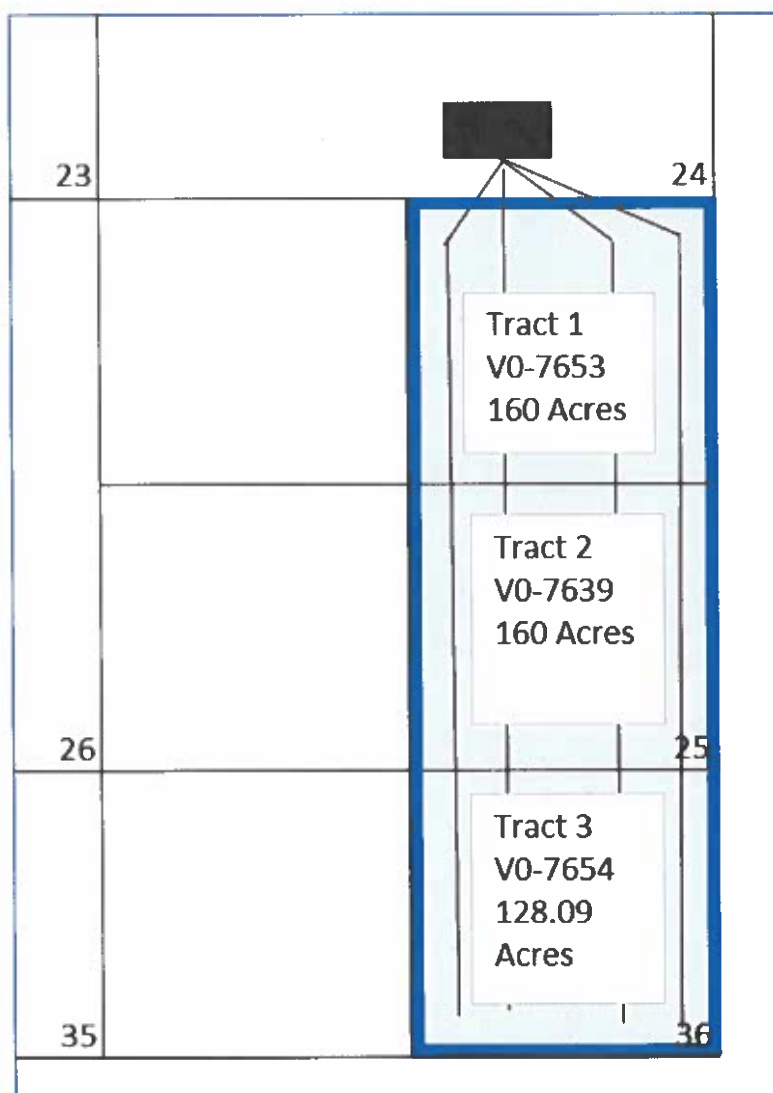 23
24
Tract 1
V0-7653
160 Acres
Tract 2
V0-7639
160 Acres
26
25
Tract 3
V0-7654
128.09
Acres
35
36